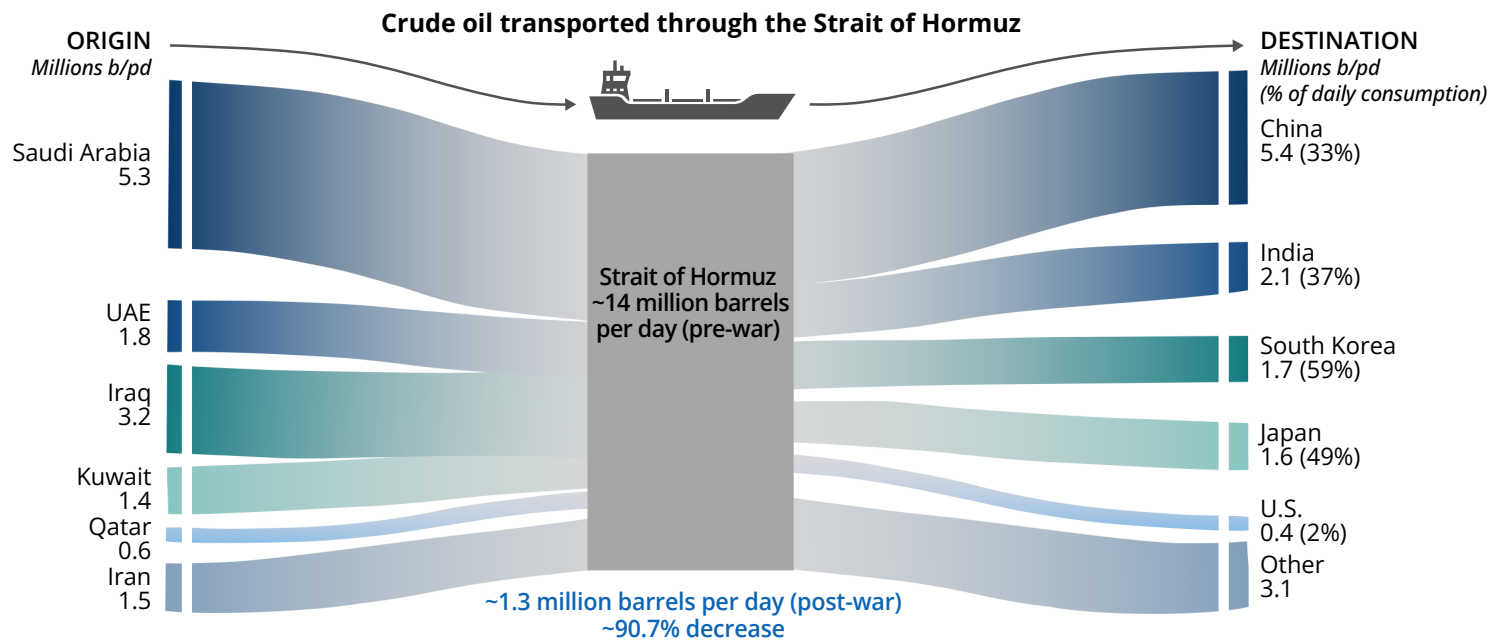 Crude oil transported through the Strait of Hormuz
ORIGIN
Millions b/pd
Saudi Arabia
5.3
UAE
1.8
Iraq
3.2
Kuwait
1.4
Qatar
0.6
Iran
1.5
Strait of Hormuz
~14 million barrels
per day (pre-war)
~1.3 million barrels per day (post-war)
~90.7% decrease
DESTINATION
Millions b/pd
(% of daily consumption)
China
5.4 (33%)
India
2.1 (37%)
South Korea
1.7 (59%)
Japan
1.6 (49%)
U.S.
0.4 (2%)
Other
3.1